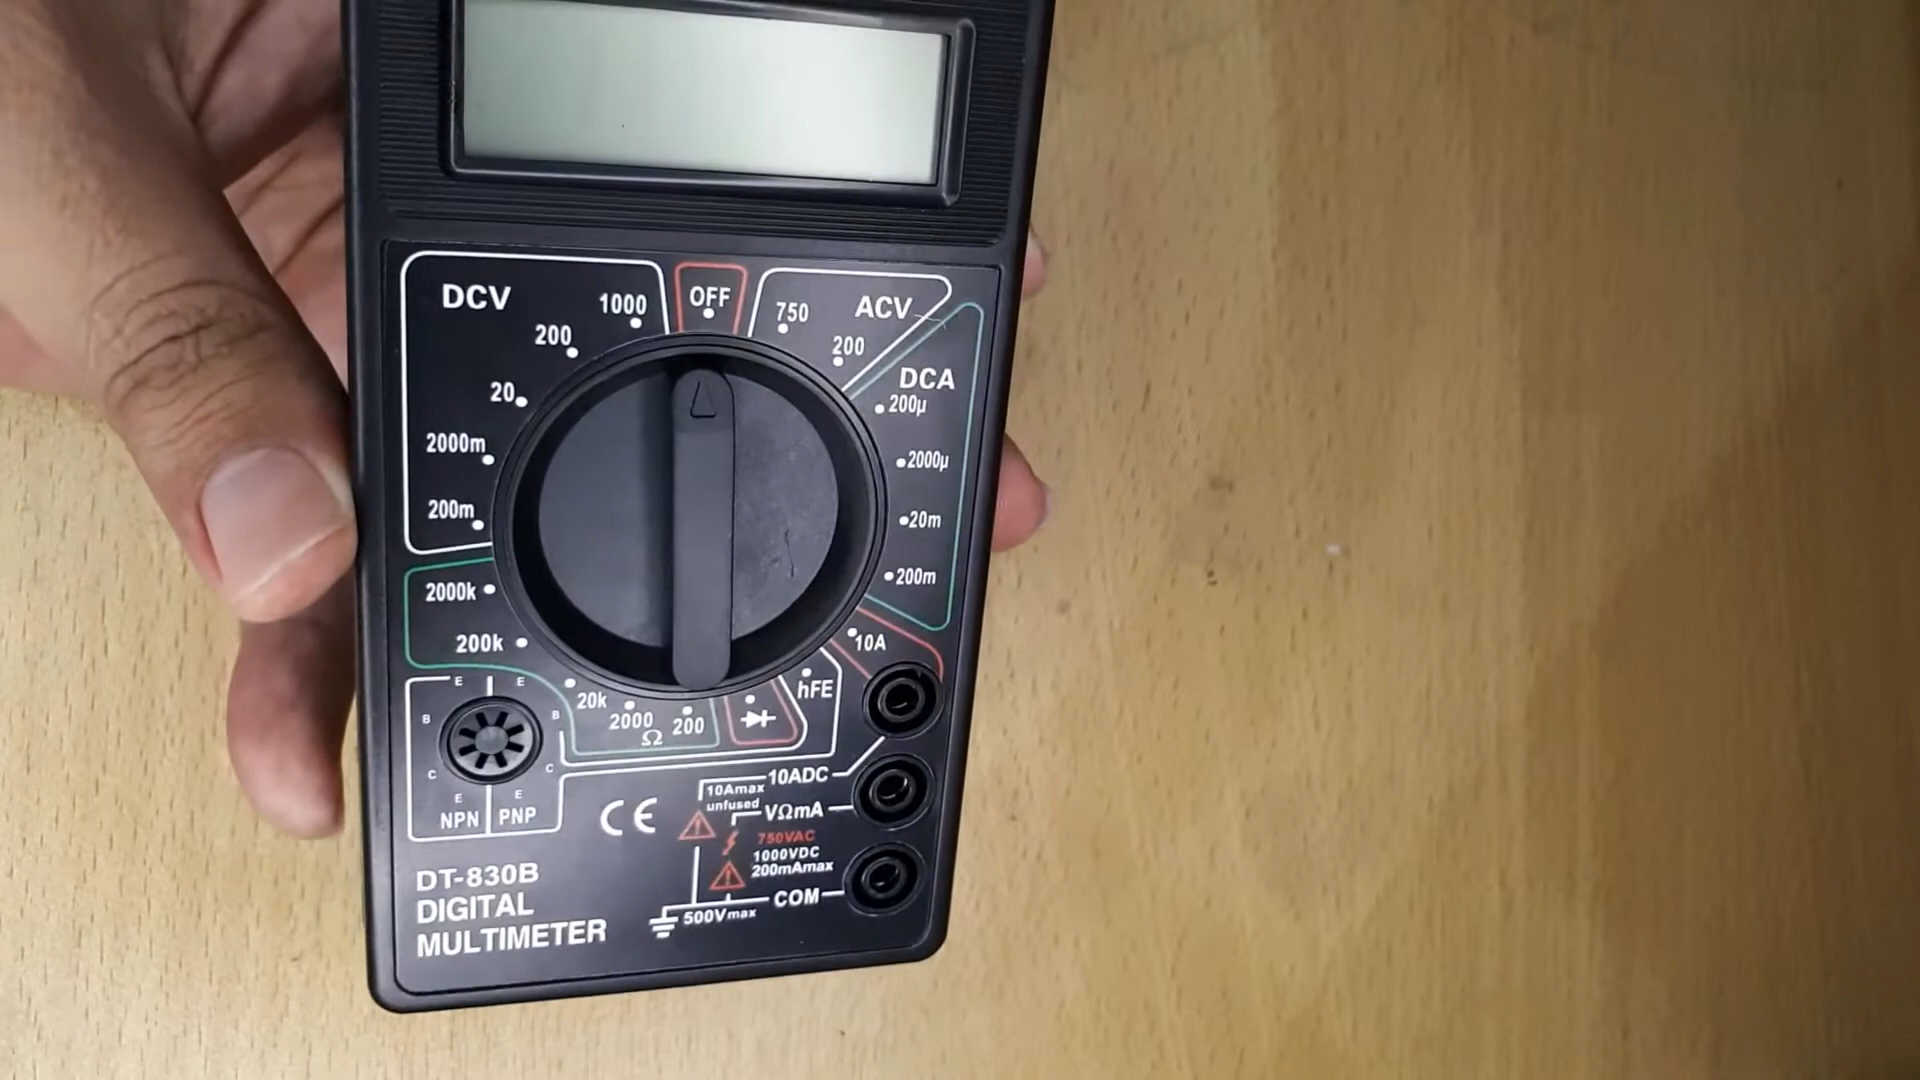 DCV
1000
OFF
750
ACV
200
200
DCA
20
200µ
2000m
2000µ
200m
20m
2000k
200m
200k
10A
20k
2000
200
Ω
hFE
E E
B B
C C
E E
NPN PNP
10ADC
10Amax
unfused
VΩmA
750VAC
1000VDC
200mAmax
COM
500Vmax
CE
DT-830B
DIGITAL
MULTIMETER